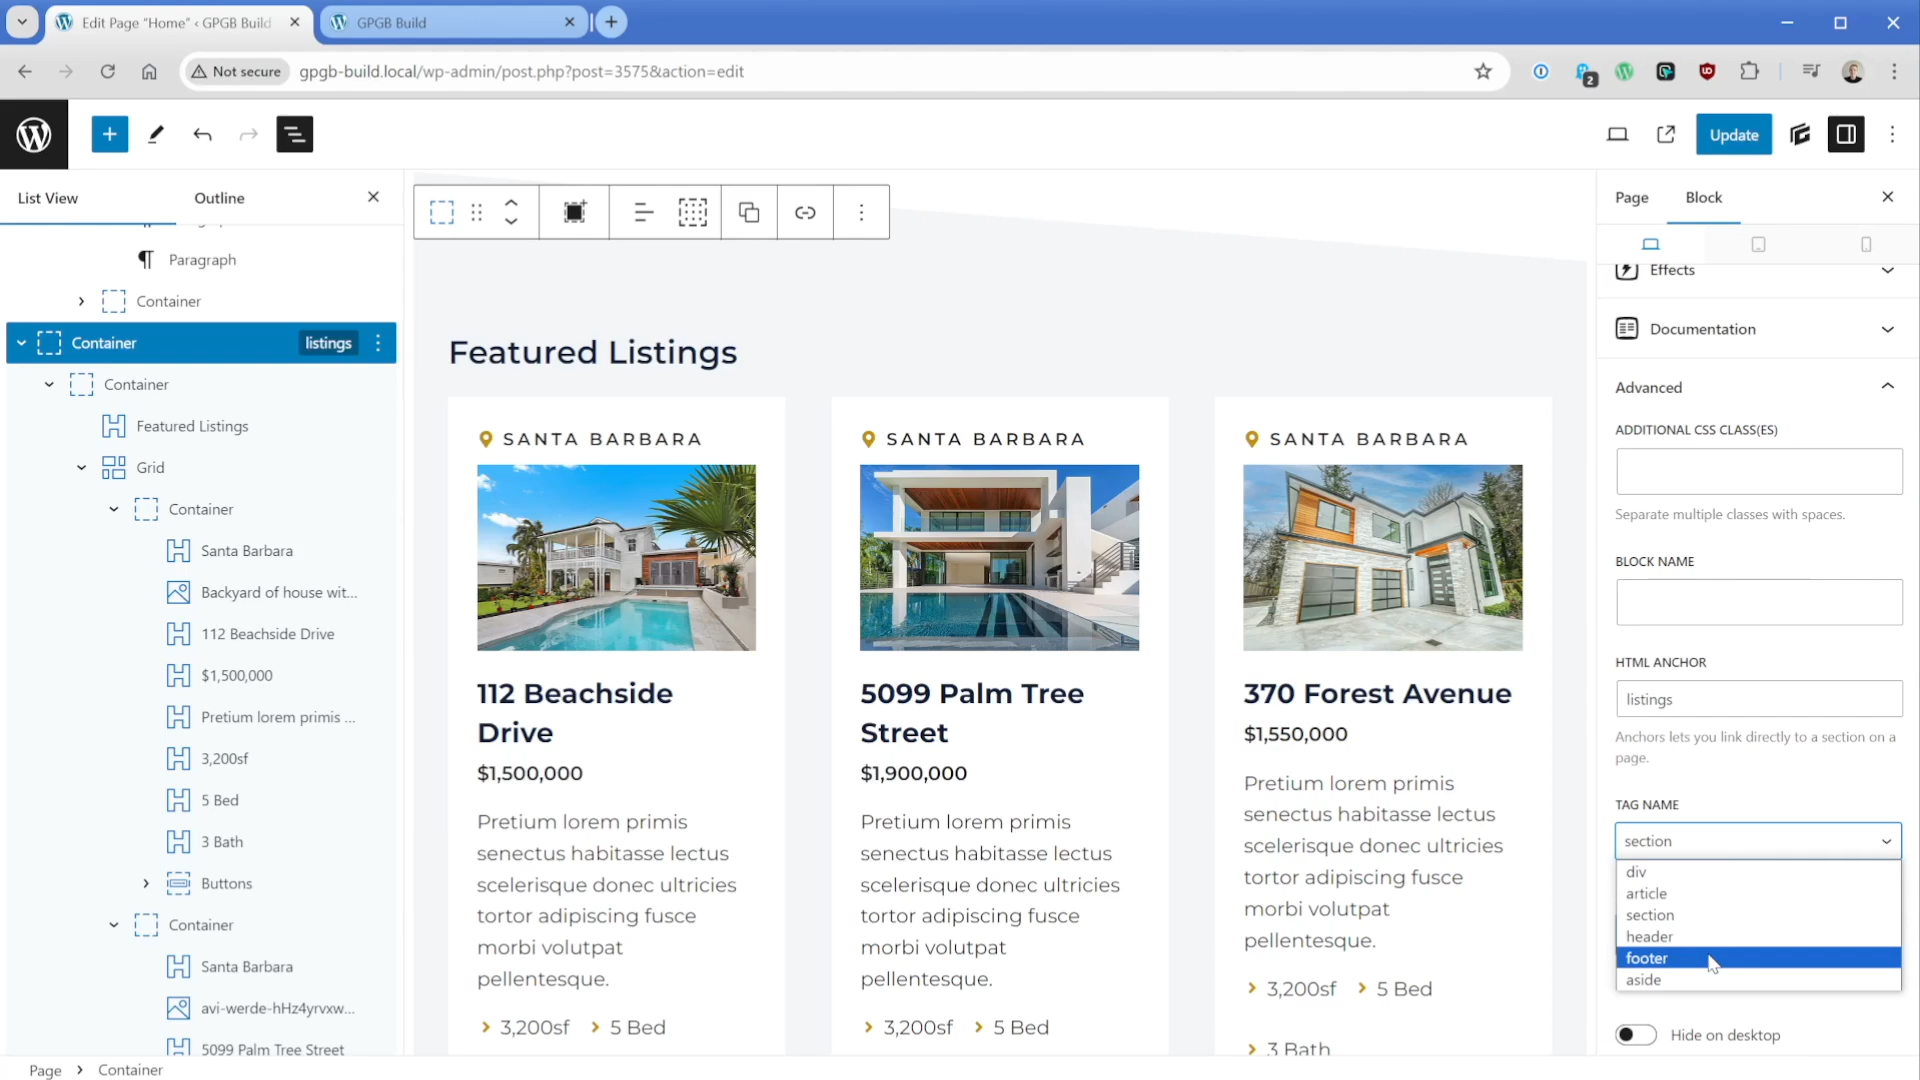 Edit Page “Home” ‹ GPGB Build
GPGB Build
Not secure
gpgb-build.local/wp-admin/post.php?post=3575&action=edit
2
Update
List View
Outline
Paragraph
Container
Container
listings
Container
Featured Listings
Grid
Container
Santa Barbara
Backyard of house wit...
112 Beachside Drive
$1,500,000
Pretium lorem primis ...
3,200sf
5 Bed
3 Bath
Buttons
Container
Santa Barbara
avi-werde-hHz4yrvxw...
5099 Palm Tree Street
Page
Container
Featured Listings
SANTA BARBARA
112 Beachside
Drive
$1,500,000
Pretium lorem primis
senectus habitasse lectus
scelerisque donec ultricies
tortor adipiscing fusce
morbi volutpat
pellentesque.
3,200sf
5 Bed
SANTA BARBARA
5099 Palm Tree
Street
$1,900,000
Pretium lorem primis
senectus habitasse lectus
scelerisque donec ultricies
tortor adipiscing fusce
morbi volutpat
pellentesque.
3,200sf
5 Bed
SANTA BARBARA
370 Forest Avenue
$1,550,000
Pretium lorem primis
senectus habitasse lectus
scelerisque donec ultricies
tortor adipiscing fusce
morbi volutpat
pellentesque.
3,200sf
5 Bed
3 Bath
Page
Block
Effects
Documentation
Advanced
ADDITIONAL CSS CLASS(ES)
Separate multiple classes with spaces.
BLOCK NAME
HTML ANCHOR
listings
Anchors lets you link directly to a section on a
page.
TAG NAME
section
div
article
section
header
footer
aside
Hide on desktop